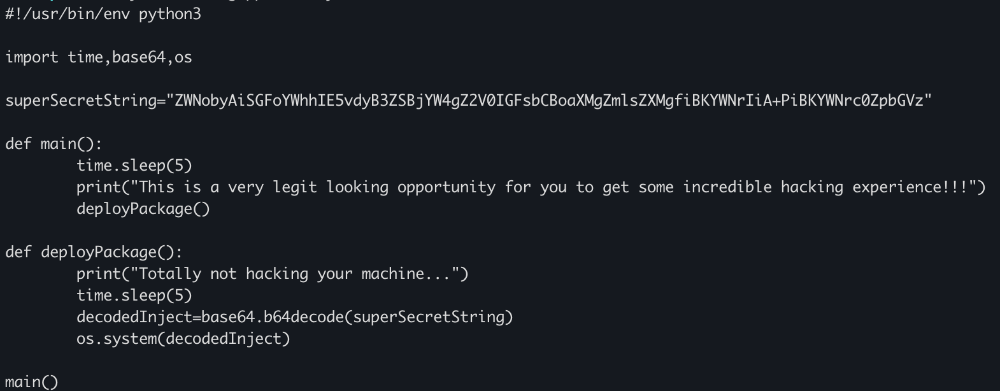 #!/usr/bin/env python3
import time,base64,os
superSecretString="ZWNobyAiSGFoYWhhIE5vdyB3ZSBjYW4gZ2V0IGFsbCBoaXMgZmlsZXMgfiBKYWNrIiA+PiBKYWNrc0ZpbGVz"
def main():
        time.sleep(5)
        print("This is a very legit looking opportunity for you to get some incredible hacking experience!!!")
        deployPackage()
def deployPackage():
        print("Totally not hacking your machine...")
        time.sleep(5)
        decodedInject=base64.b64decode(superSecretString)
        os.system(decodedInject)
main()